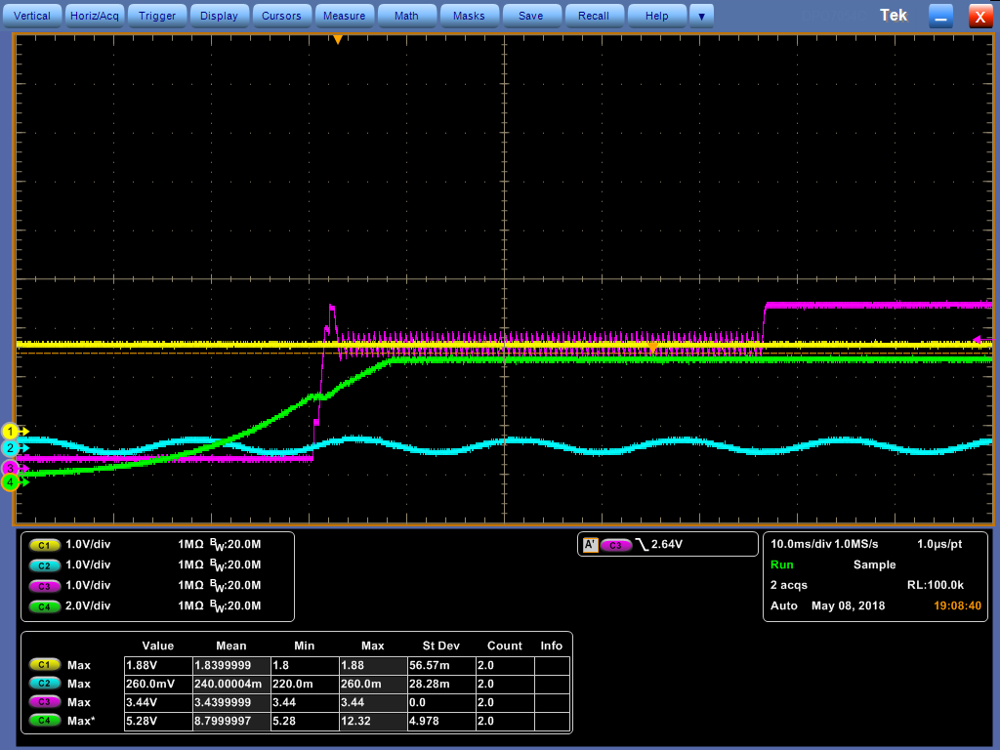 Vertical Horiz/Acq Trigger Display Cursors Measure Math Masks Save Recall Help Tek X
1
2
3
4
C1 1.0V/div 1MΩ BW:20.0M
C2 1.0V/div 1MΩ BW:20.0M
C3 1.0V/div 1MΩ BW:20.0M
C4 2.0V/div 1MΩ BW:20.0M
A' C3 2.64V
10.0ms/div 1.0MS/s 1.0µs/pt
Run Sample
2 acqs RL:100.0k
Auto May 08, 2018 19:08:40
Value Mean Min Max St Dev Count Info
C1 Max 1.88V 1.8399999 1.8 1.88 56.57m 2.0
C2 Max 260.0mV 240.00004m 220.0m 260.0m 28.28m 2.0
C3 Max 3.44V 3.4399999 3.44 3.44 0.0 2.0
C4 Max* 5.28V 8.7999997 5.28 12.32 4.978 2.0